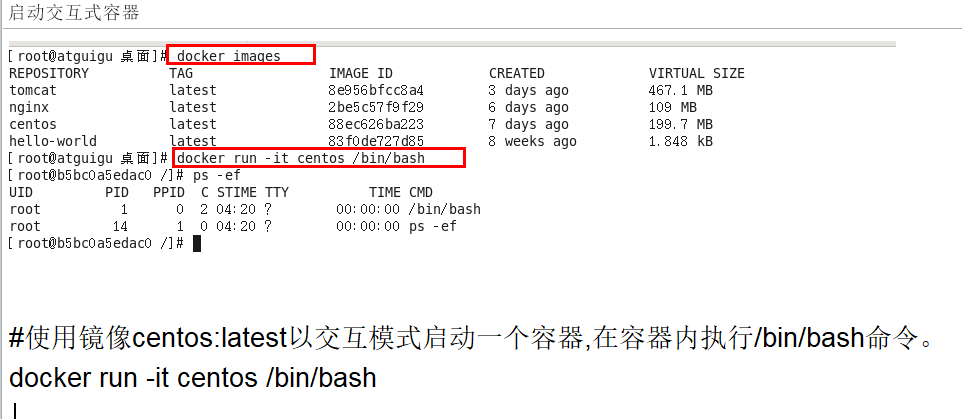 启动交互式容器
[root@atguigu 桌面]# docker images
REPOSITORY TAG IMAGE ID CREATED VIRTUAL SIZE
tomcat latest 8e956bfcc8a4 3 days ago 467.1 MB
nginx latest 2be5c57f9f29 6 days ago 109 MB
centos latest 88ec626ba223 7 days ago 199.7 MB
hello-world latest 83f0de727d85 8 weeks ago 1.848 kB
[root@atguigu 桌面]# docker run -it centos /bin/bash
[root@b5bc0a5edac0 /]# ps -ef
UID PID PPID C STIME TTY TIME CMD
root 1 0 2 04:20 ? 00:00:00 /bin/bash
root 14 1 0 04:20 ? 00:00:00 ps -ef
[root@b5bc0a5edac0 /]#
#使用镜像centos:latest以交互模式启动一个容器,在容器内执行/bin/bash命令。
docker run -it centos /bin/bash